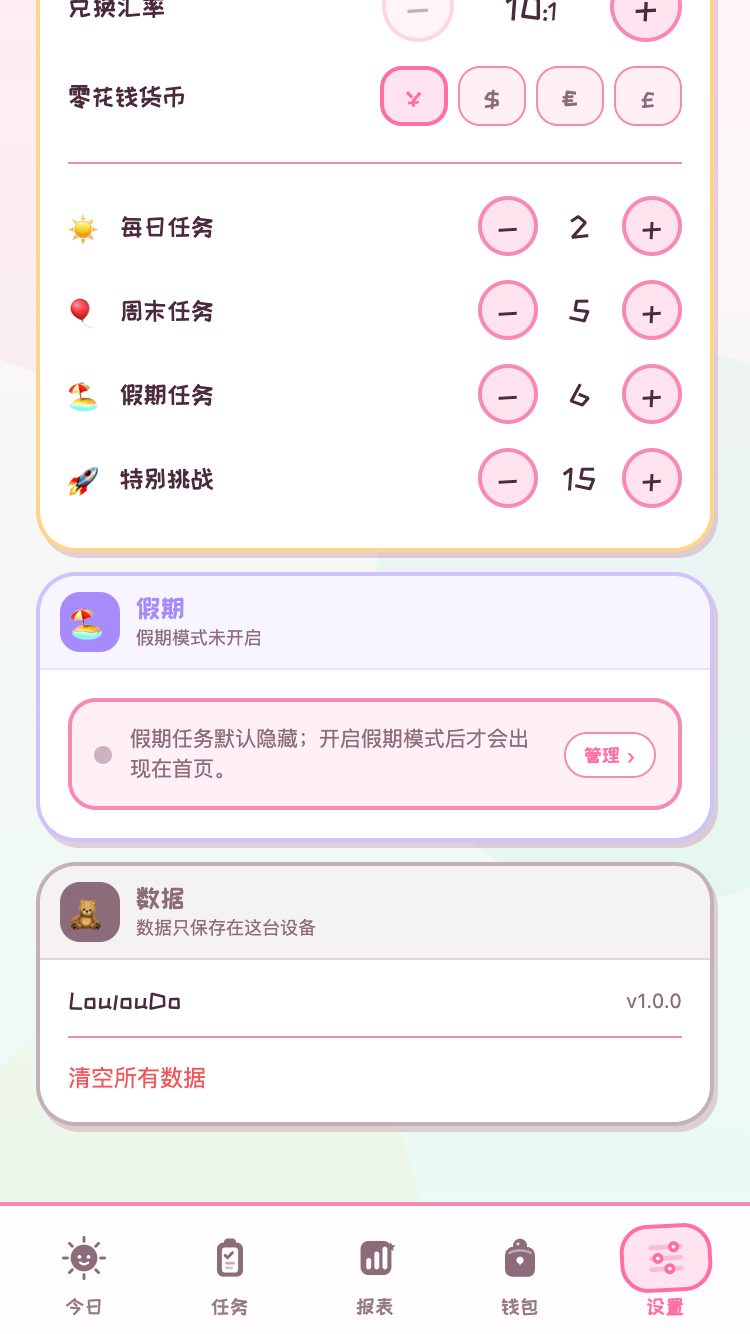 兑换汇率
10:1
零花钱货币
¥ $ € £
每日任务 − 2 +
周末任务 − 5 +
假期任务 − 6 +
特别挑战 − 15 +
假期
假期模式未开启
假期任务默认隐藏；开启假期模式后才会出
现在首页。
管理 ›
数据
数据只保存在这台设备
LoulouDo
v1.0.0
清空所有数据
今日 任务 报表 钱包 设置